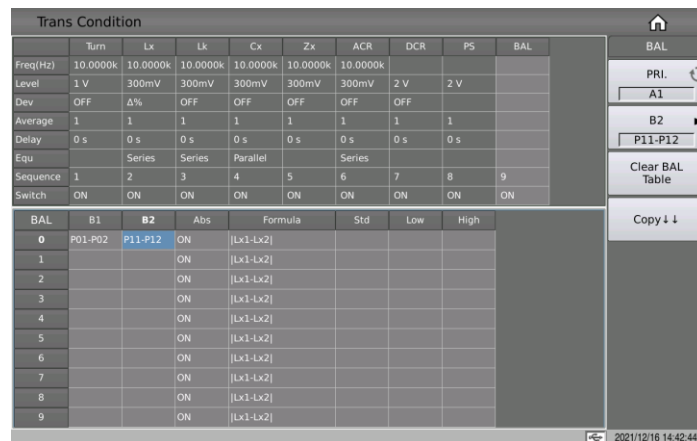 Trans Condition
Turn Lx Lk Cx Zx ACR DCR PS BAL
Freq(Hz) 10.0000k 10.0000k 10.0000k 10.0000k 10.0000k 10.0000k
Level 1 V 300mV 300mV 300mV 300mV 300mV 2 V 2 V
Dev OFF Δ% OFF OFF OFF OFF OFF
Average 1 1 1 1 1 1 1 1
Delay 0 s 0 s 0 s 0 s 0 s 0 s 0 s 0 s
Equ Series Series Parallel Series
Sequence 1 2 3 4 5 6 7 8 9
Switch ON ON ON ON ON ON ON ON ON
BAL B1 B2 Abs Formula Std Low High
0 P01-P02 P11-P12 ON |Lx1-Lx2|
1 ON |Lx1-Lx2|
2 ON |Lx1-Lx2|
3 ON |Lx1-Lx2|
4 ON |Lx1-Lx2|
5 ON |Lx1-Lx2|
6 ON |Lx1-Lx2|
7 ON |Lx1-Lx2|
8 ON |Lx1-Lx2|
9 ON |Lx1-Lx2|
BAL
PRI.
A1
B2
P11-P12
Clear BAL
Table
Copy↓↓
2021/12/16 14:42:44